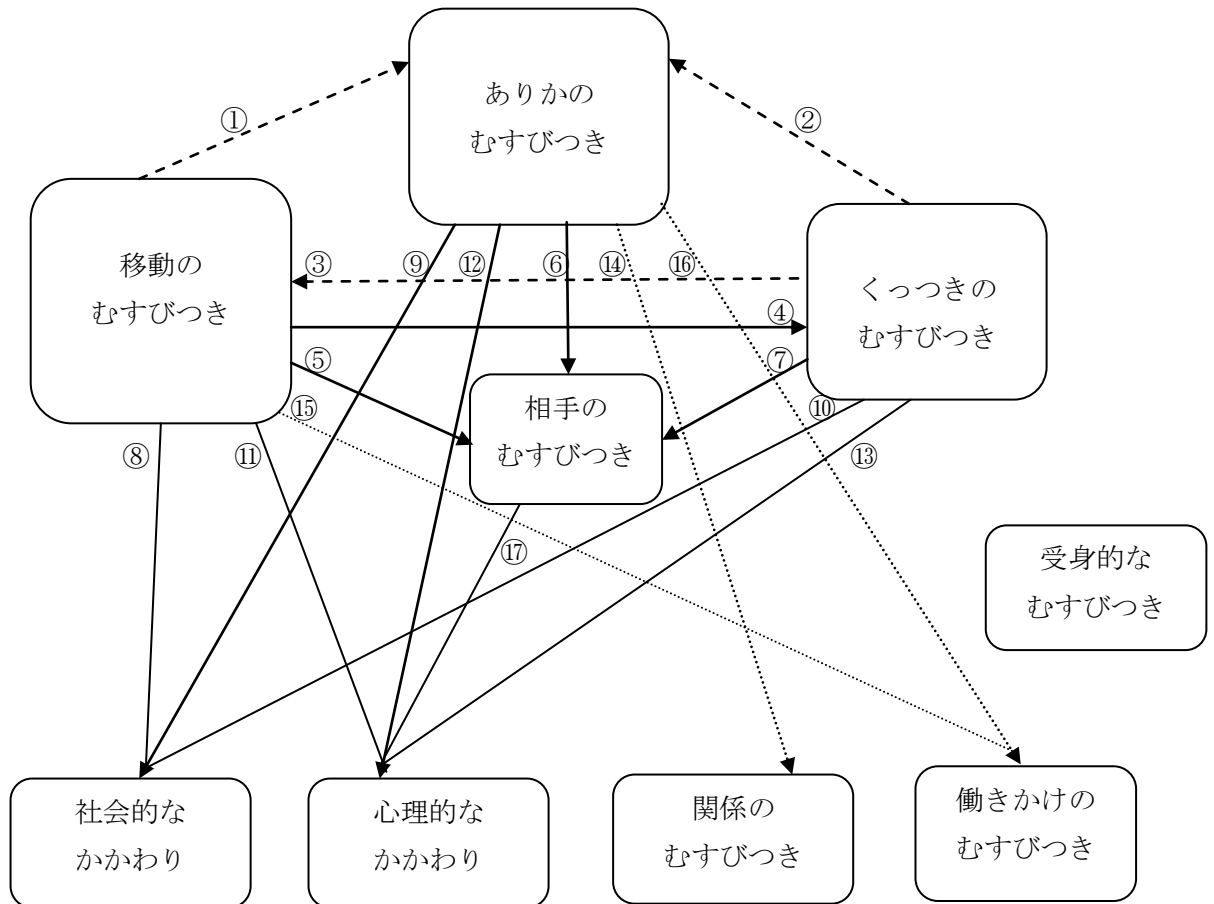 ありかの
むすびつき
①
②
移動の
むすびつき
③
⑨
⑫
⑥
⑭
⑯
くっつきの
むすびつき
④
⑤
⑦
相手の
むすびつき
⑮
⑩
⑧
⑪
⑬
⑰
受身的な
むすびつき
社会的な
かかわり
心理的な
かかわり
関係の
むすびつき
働きかけの
むすびつき